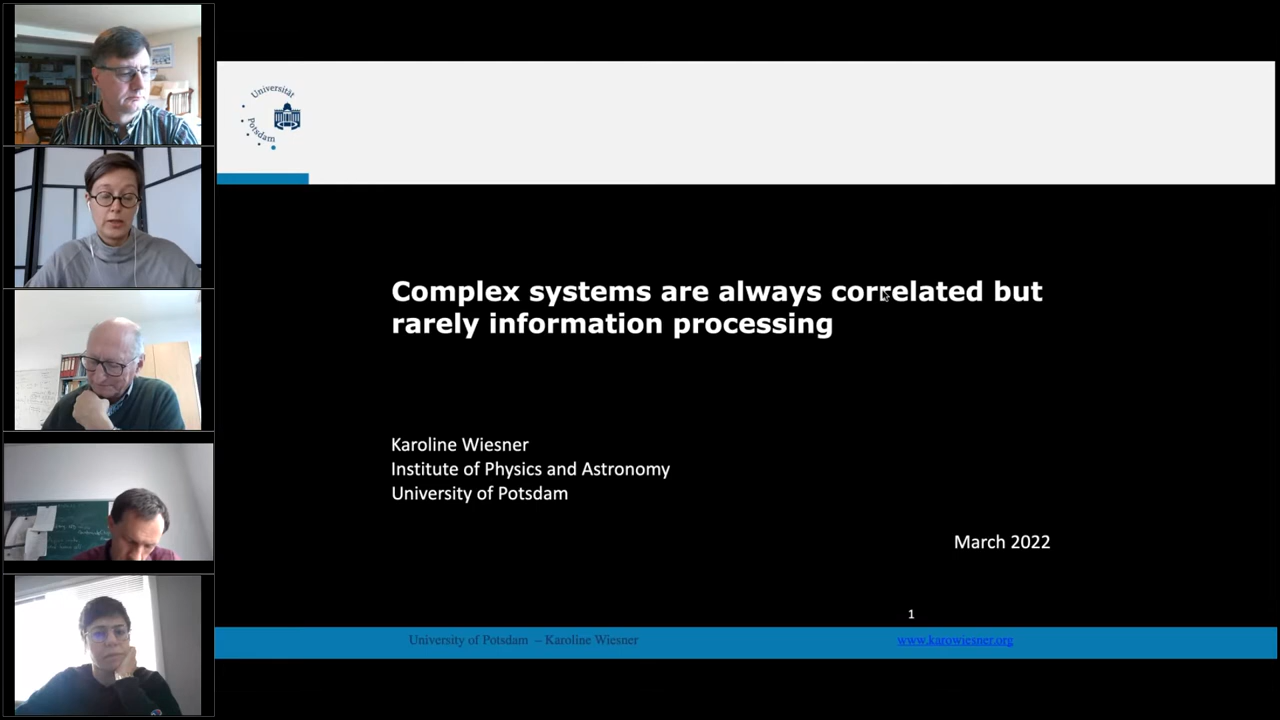 Universität
Potsdam
Complex systems are always correlated but
rarely information processing
Karoline Wiesner
Institute of Physics and Astronomy
University of Potsdam
March 2022
1
University of Potsdam – Karoline Wiesner
www.karowiesner.org